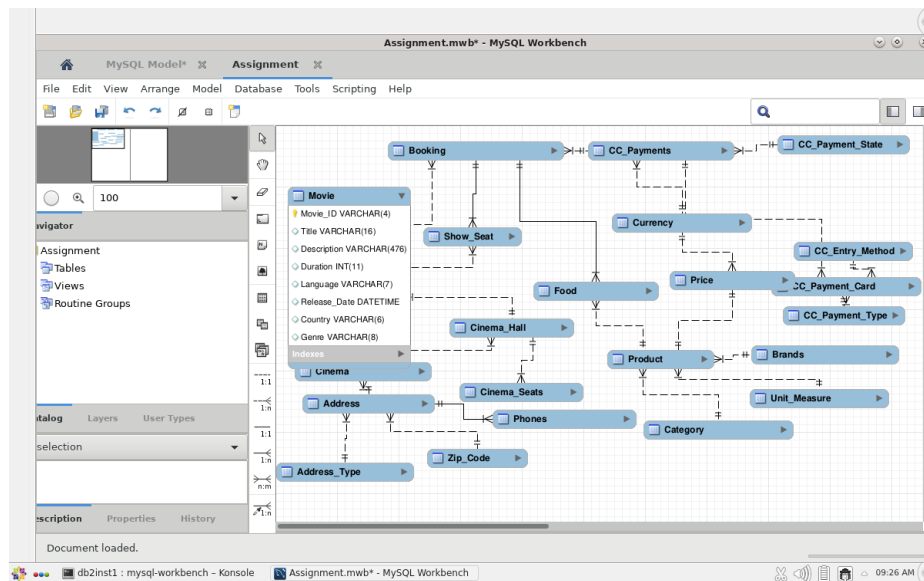 Assignment.mwb* - MySQL Workbench
MySQL Model*
Assignment
File Edit View Arrange Model Database Tools Scripting Help
100
avigator
Assignment
Tables
Views
Routine Groups
atalog Layers User Types
selection
escription Properties History
1:1
1:n
1:1
1:n
n:m
1:n
Booking
CC_Payments
CC_Payment_State
Movie
Movie_ID VARCHAR(4)
Title VARCHAR(16)
Description VARCHAR(476)
Duration INT(11)
Language VARCHAR(7)
Release_Date DATETIME
Country VARCHAR(6)
Genre VARCHAR(8)
Indexes
Currency
Show_Seat
CC_Entry_Method
Price
CC_Payment_Card
Food
CC_Payment_Type
Cinema_Hall
Product
Brands
Cinema
Cinema_Seats
Unit_Measure
Address
Phones
Category
Zip_Code
Address_Type
Document loaded.
db2inst1 : mysql-workbench – Konsole
Assignment.mwb* - MySQL Workbench
09:26 AM